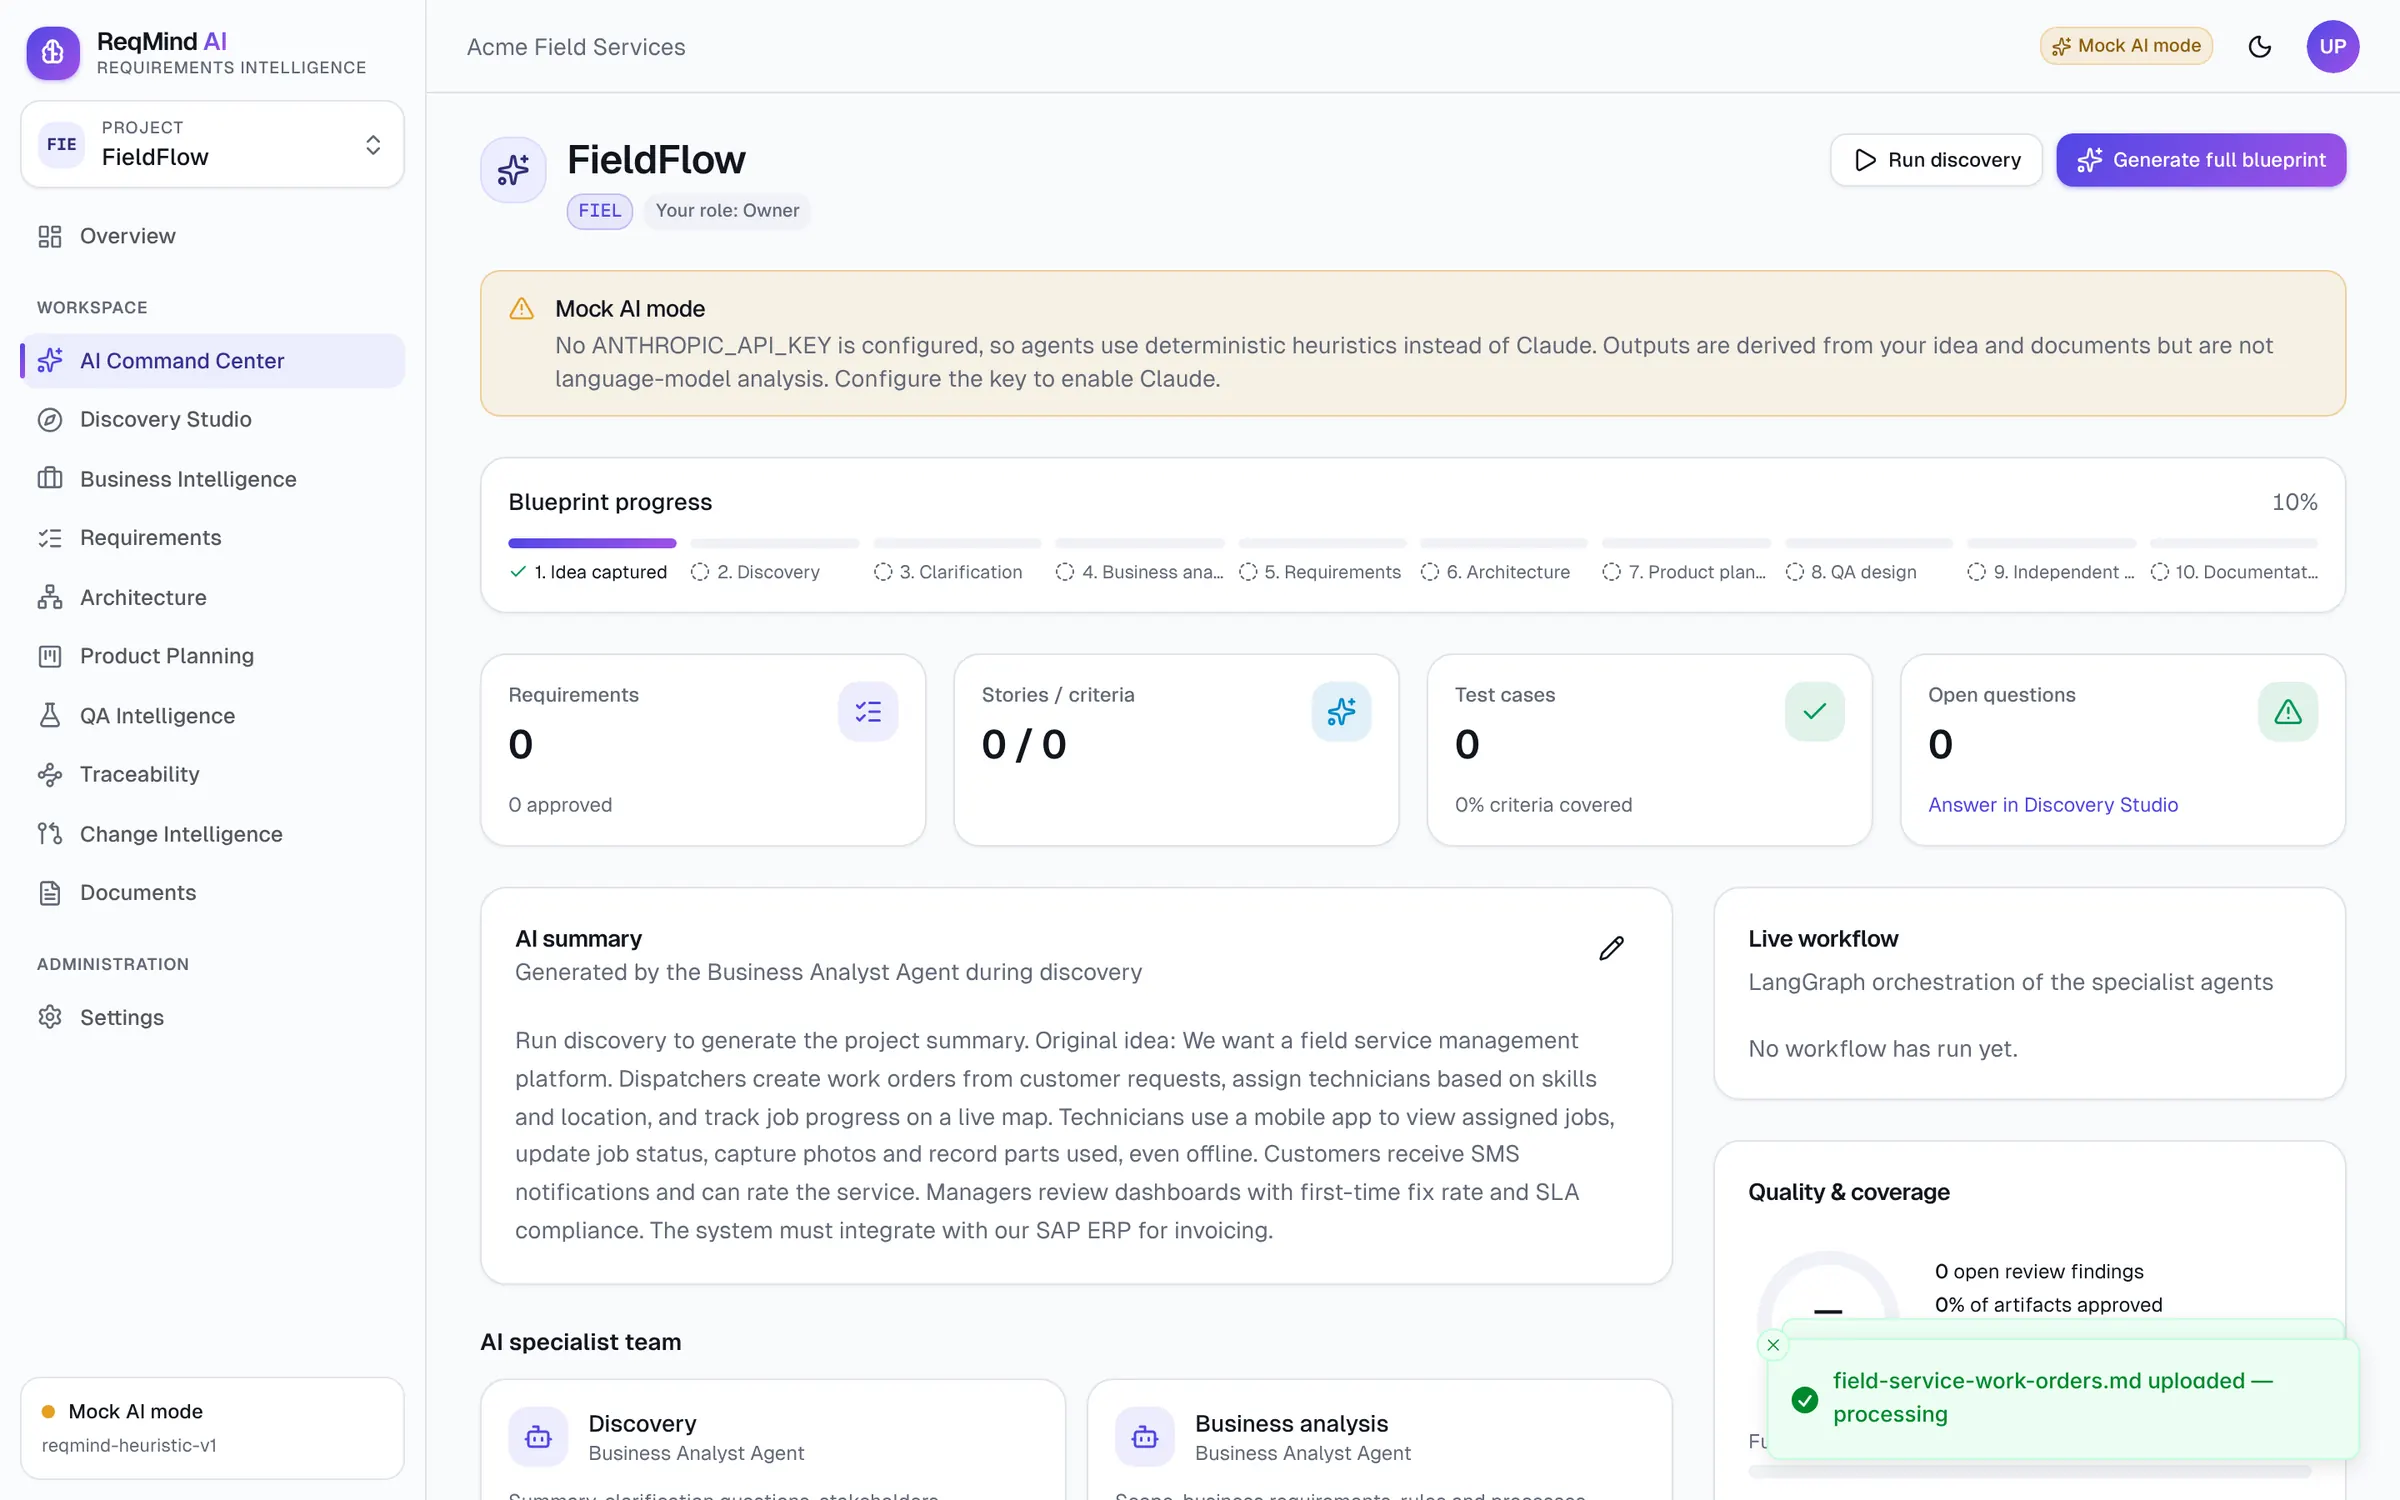 ReqMind AI
REQUIREMENTS INTELLIGENCE
FIE
PROJECT
FieldFlow
Overview
WORKSPACE
AI Command Center
Discovery Studio
Business Intelligence
Requirements
Architecture
Product Planning
QA Intelligence
Traceability
Change Intelligence
Documents
ADMINISTRATION
Settings
Mock AI mode
reqmind-heuristic-v1
Acme Field Services
Mock AI mode
UP
FieldFlow
FIEL
Your role: Owner
Run discovery
Generate full blueprint
Mock AI mode
No ANTHROPIC_API_KEY is configured, so agents use deterministic heuristics instead of Claude. Outputs are derived from your idea and documents but are not
language-model analysis. Configure the key to enable Claude.
Blueprint progress
10%
1. Idea captured
2. Discovery
3. Clarification
4. Business ana...
5. Requirements
6. Architecture
7. Product plan...
8. QA design
9. Independent ...
10. Documentat...
Requirements
0
0 approved
Stories / criteria
0 / 0
Test cases
0
0% criteria covered
Open questions
0
Answer in Discovery Studio
AI summary
Generated by the Business Analyst Agent during discovery
Run discovery to generate the project summary. Original idea: We want a field service management
platform. Dispatchers create work orders from customer requests, assign technicians based on skills
and location, and track job progress on a live map. Technicians use a mobile app to view assigned jobs,
update job status, capture photos and record parts used, even offline. Customers receive SMS
notifications and can rate the service. Managers review dashboards with first-time fix rate and SLA
compliance. The system must integrate with our SAP ERP for invoicing.
Live workflow
LangGraph orchestration of the specialist agents
No workflow has run yet.
Quality & coverage
—
0 open review findings
0% of artifacts approved
field-service-work-orders.md uploaded —
processing
AI specialist team
Discovery
Business Analyst Agent
Summary, clarification questions, stakeholders
Business analysis
Business Analyst Agent
Scope, business requirements, rules and processes